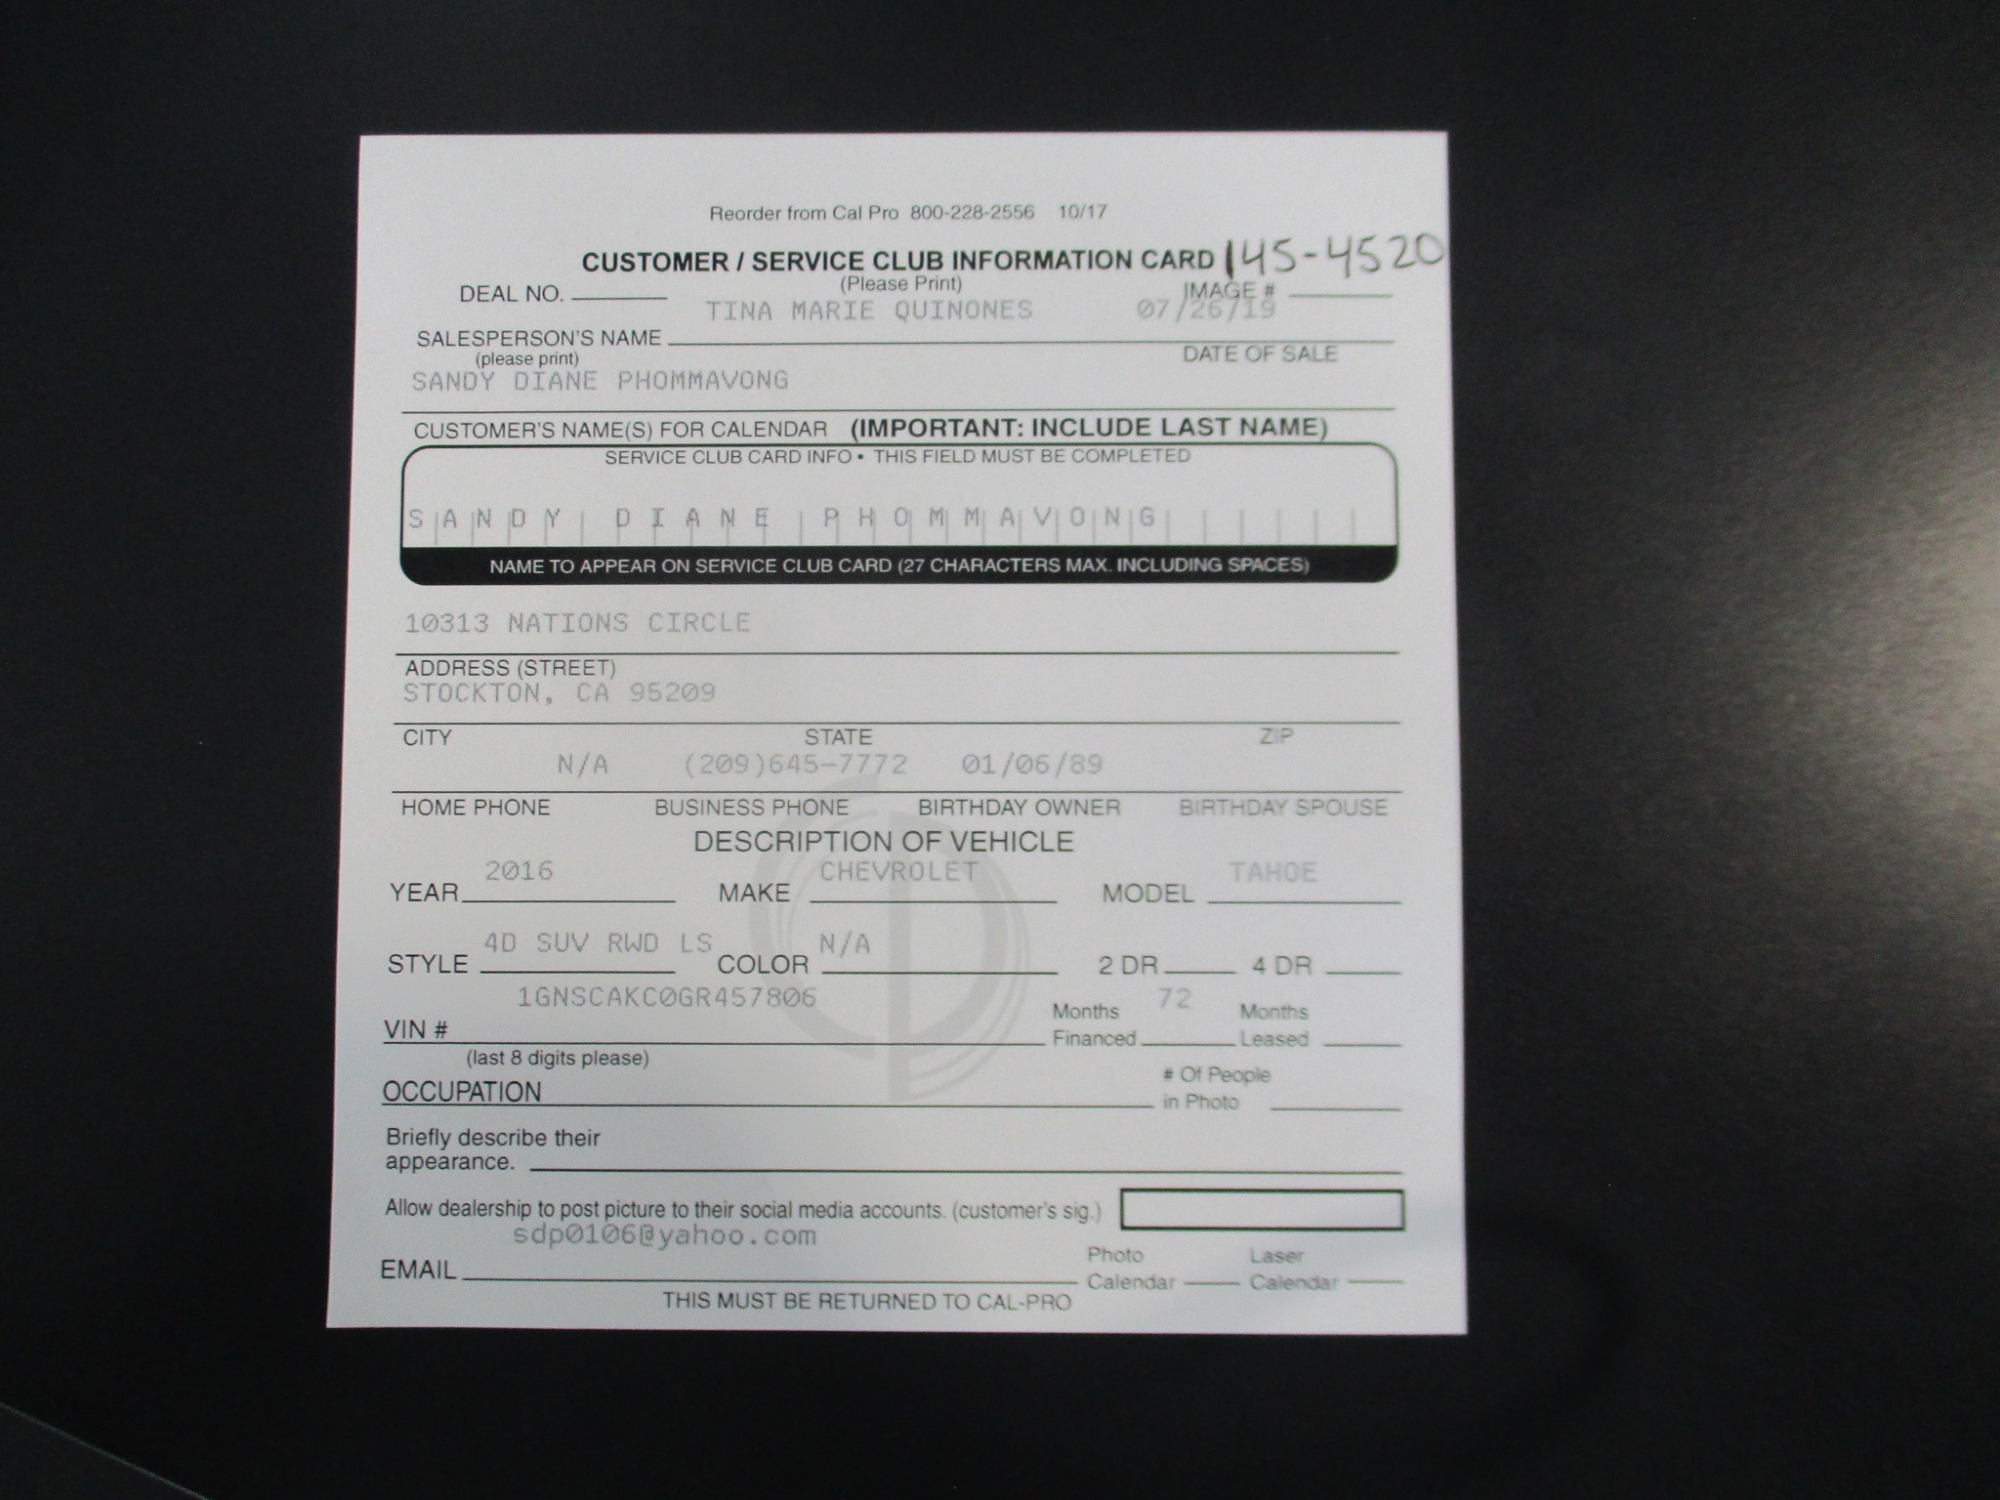 Reorder from Cal Pro 800-228-2556 10/17
CUSTOMER / SERVICE CLUB INFORMATION CARD 145-4520
(Please Print)
DEAL NO. IMAGE #
TINA MARIE QUINONES 07/26/19
SALESPERSON'S NAME
(please print) DATE OF SALE
SANDY DIANE PHOMMAVONG
CUSTOMER'S NAME(S) FOR CALENDAR (IMPORTANT: INCLUDE LAST NAME)
SERVICE CLUB CARD INFO • THIS FIELD MUST BE COMPLETED
SANDY DIANE PHOMMAVONG
NAME TO APPEAR ON SERVICE CLUB CARD (27 CHARACTERS MAX. INCLUDING SPACES)
10313 NATIONS CIRCLE
ADDRESS (STREET)
STOCKTON, CA 95209
CITY STATE ZIP
N/A (209)645-7772 01/06/89
HOME PHONE BUSINESS PHONE BIRTHDAY OWNER BIRTHDAY SPOUSE
DESCRIPTION OF VEHICLE
2016 CHEVROLET TAHOE
YEAR MAKE MODEL
4D SUV RWD LS N/A
STYLE COLOR 2 DR 4 DR
1GNSCAKC0GR457806 72
VIN # Months Financed Months Leased
(last 8 digits please)
OCCUPATION # Of People in Photo
Briefly describe their
appearance.
Allow dealership to post picture to their social media accounts. (customer's sig.)
sdp0106@yahoo.com
EMAIL Photo Calendar Laser Calendar
THIS MUST BE RETURNED TO CAL-PRO